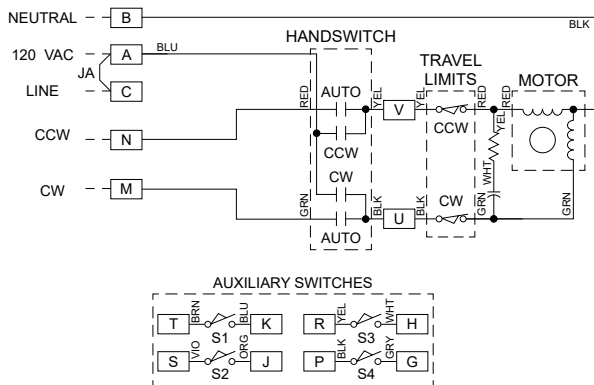 NEUTRAL B BLK
HANDSWITCH
120 VAC A BLU
TRAVEL LIMITS
MOTOR
JA
LINE C
RED AUTO YEL V YEL RED RED
CCW N
CCW CCW
YEL
WHT
CW M
CW CW
GRN AUTO BLK U BLK GRN GRN
AUXILIARY SWITCHES
T BRN S1 BLU K R YEL S3 WHT H
S VIO S2 ORG J P BLK S4 GRY G